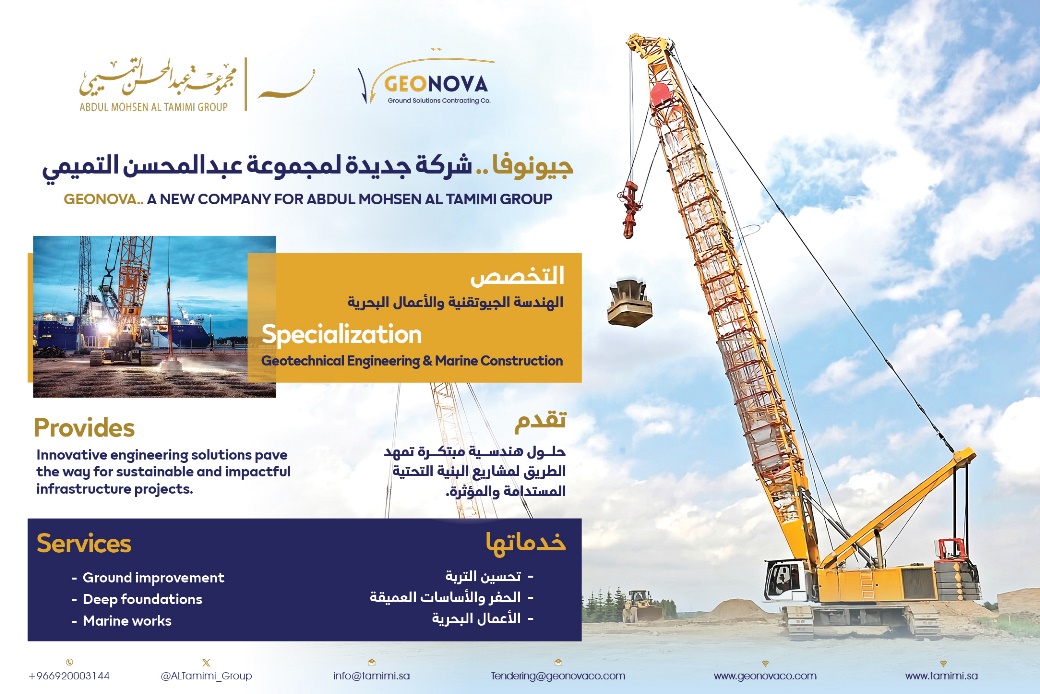 مجموعة عبدالمحسن التميمي
ABDUL MOHSEN AL TAMIMI GROUP
GEONOVA
Ground Solutions Contracting Co.
جيونوفا .. شركة جديدة لمجموعة عبدالمحسن التميمي
GEONOVA.. A NEW COMPANY FOR ABDUL MOHSEN AL TAMIMI GROUP
التخصص
الهندسة الجيوتقنية والأعمال البحرية
Specialization
Geotechnical Engineering & Marine Construction
Provides
Innovative engineering solutions pave
the way for sustainable and impactful
infrastructure projects.
تقدم
حلــول هندســية مبتكــرة تمهد
الطريق لمشاريع البنية التحتية
المستدامة والمؤثرة.
Services
- Ground improvement
- Deep foundations
- Marine works
خدماتها
- تحسين التربة
- الحفر والأساسات العميقة
- الأعمال البحرية
+966920003144
@ALTamimi_Group
info@tamimi.sa
Tendering@geonovaco.com
www.geonovaco.com
www.tamimi.sa